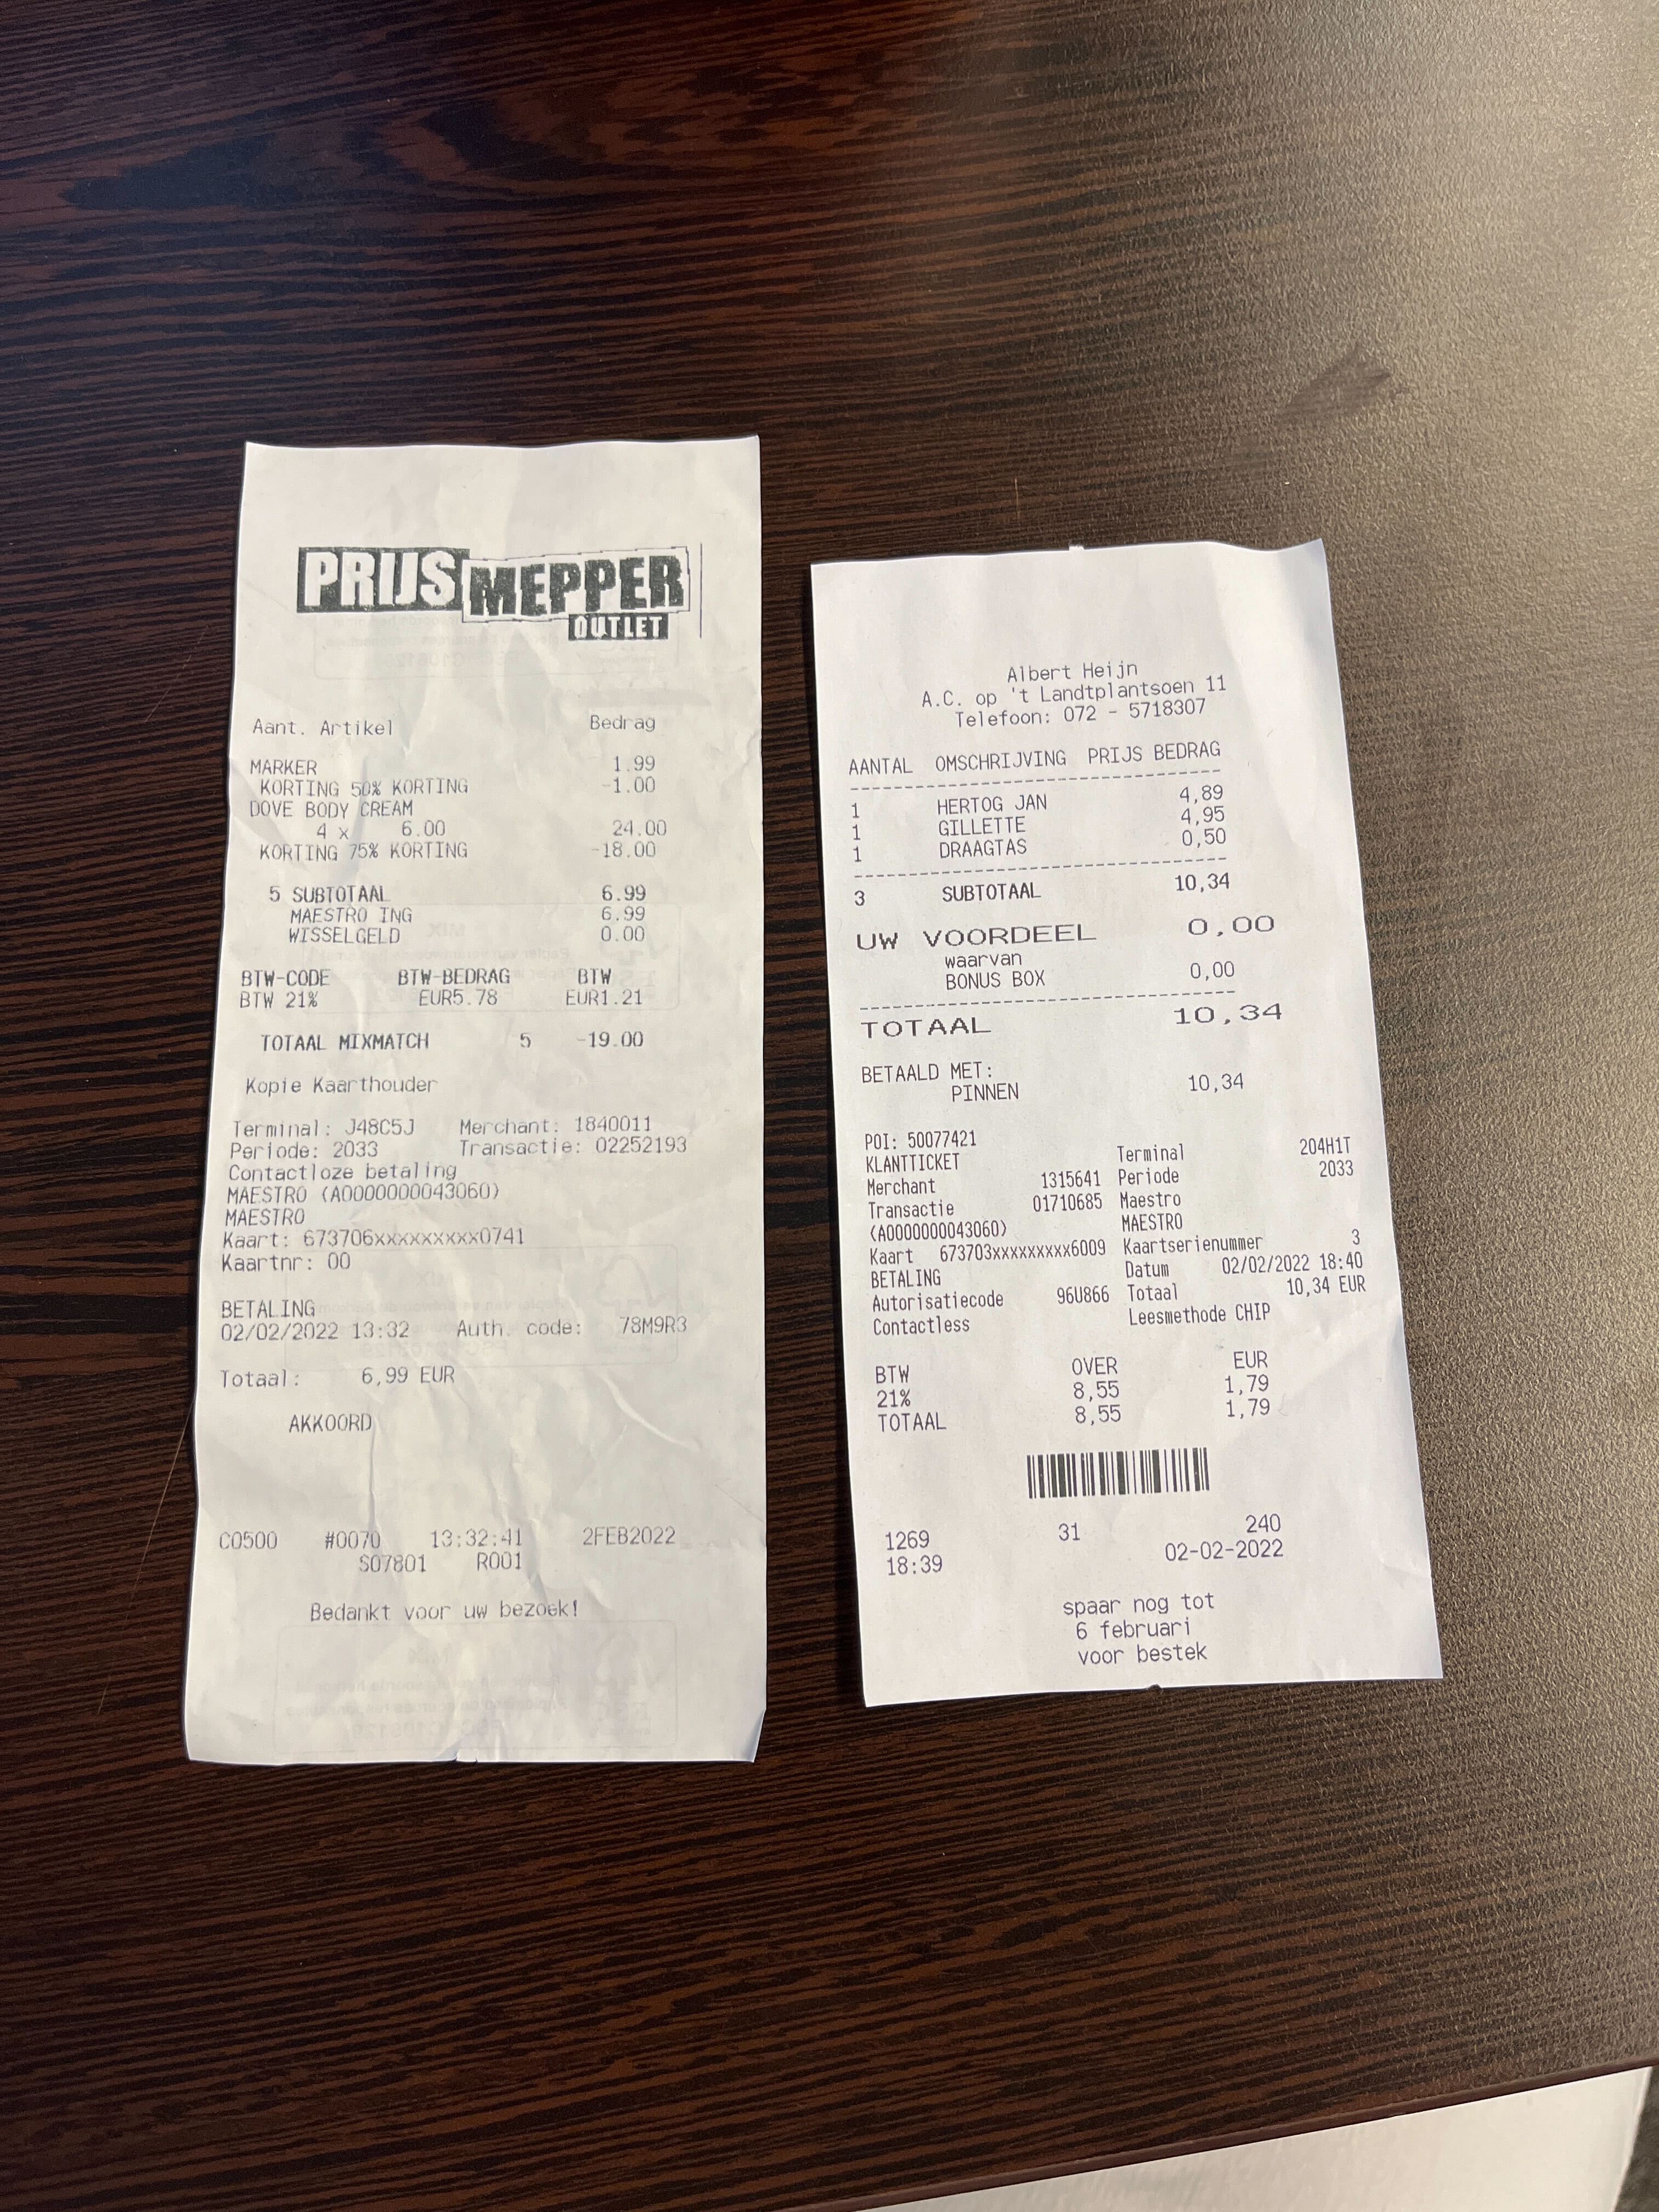 PRIJS MEPPER
OUTLET
Aant. Artikel Bedrag
MARKER 1.99
KORTING 50% KORTING -1.00
DOVE BODY CREAM
4 x 6.00 24.00
KORTING 75% KORTING -18.00
5 SUBTOTAAL 6.99
MAESTRO ING 6.99
WISSELGELD 0.00
BTW-CODE BTW-BEDRAG BTW
BTW 21% EUR5.78 EUR1.21
TOTAAL MIXMATCH 5 -19.00
Kopie Kaarthouder
Terminal: J48C5J Merchant: 1840011
Periode: 2033 Transactie: 02252193
Contactloze betaling
MAESTRO (A0000000043060)
MAESTRO
Kaart: 673706xxxxxxxxx0741
Kaartnr: 00
BETALING
02/02/2022 13:32 Auth. code: 78M9R3
Totaal: 6,99 EUR
AKKOORD
C0500 #0070 13:32:41 2FEB2022
S07801 R001
Bedankt voor uw bezoek!
Albert Heijn
A.C. op 't Landtplantsoen 11
Telefoon: 072 - 5718307
AANTAL OMSCHRIJVING PRIJS BEDRAG
1 HERTOG JAN 4,89
1 GILLETTE 4,95
1 DRAAGTAS 0,50
3 SUBTOTAAL 10,34
UW VOORDEEL 0,00
waarvan
BONUS BOX 0,00
TOTAAL 10,34
BETAALD MET:
PINNEN 10,34
POI: 50077421
KLANTTICKET Terminal 204H1T
Merchant 1315641 Periode 2033
Transactie 01710685 Maestro
(A0000000043060) MAESTRO
Kaart 673703xxxxxxxxx6009 Kaartserienummer 3
BETALING Datum 02/02/2022 18:40
Autorisatiecode 96U866 Totaal 10,34 EUR
Contactless Leesmethode CHIP
BTW OVER EUR
21% 8,55 1,79
TOTAAL 8,55 1,79
1269 31 240
18:39 02-02-2022
spaar nog tot
6 februari
voor bestek